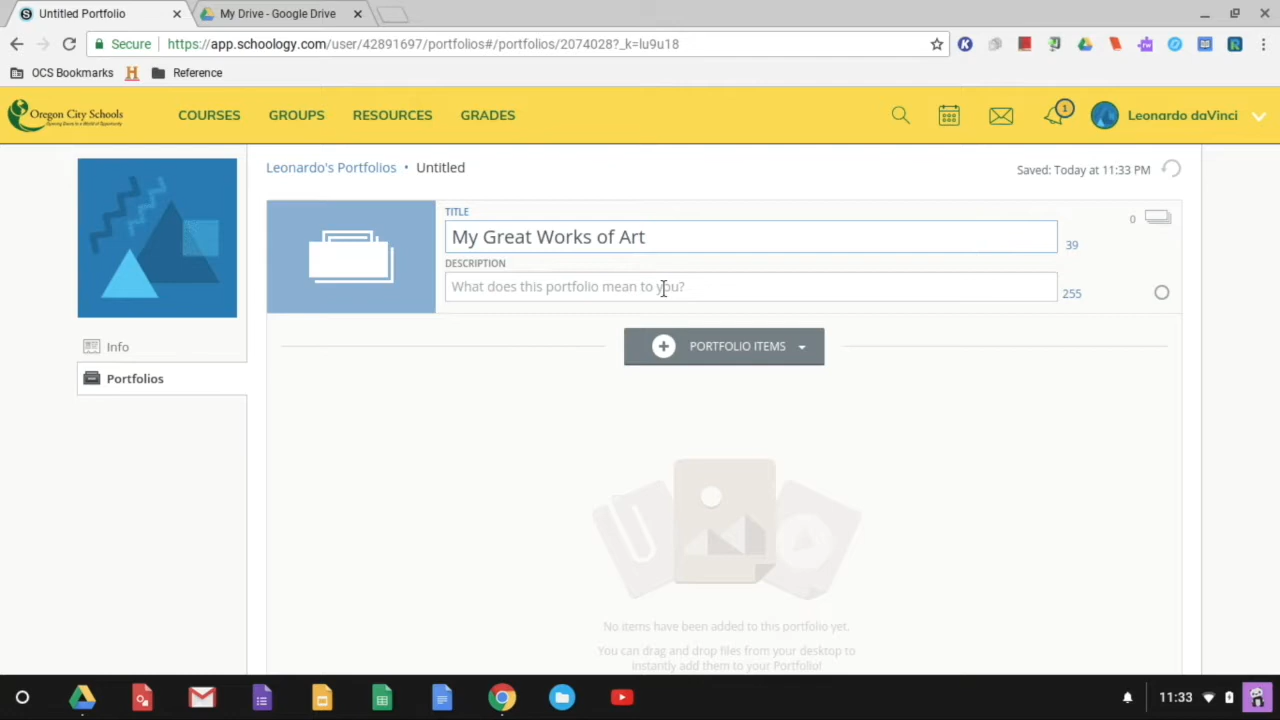 Untitled Portfolio
My Drive - Google Drive
Secure
https://app.schoology.com/user/42891697/portfolios#/portfolios/2074028?_k=lu9u18
OCS Bookmarks
H
Reference
Oregon City Schools
COURSES
GROUPS
RESOURCES
GRADES
1
Leonardo daVinci
Leonardo's Portfolios • Untitled
Saved: Today at 11:33 PM
TITLE
My Great Works of Art
39
0
DESCRIPTION
What does this portfolio mean to you?
255
Info
Portfolios
PORTFOLIO ITEMS
No items have been added to this portfolio yet.
You can drag and drop files from your desktop to
instantly add them to your Portfolio!
11:33